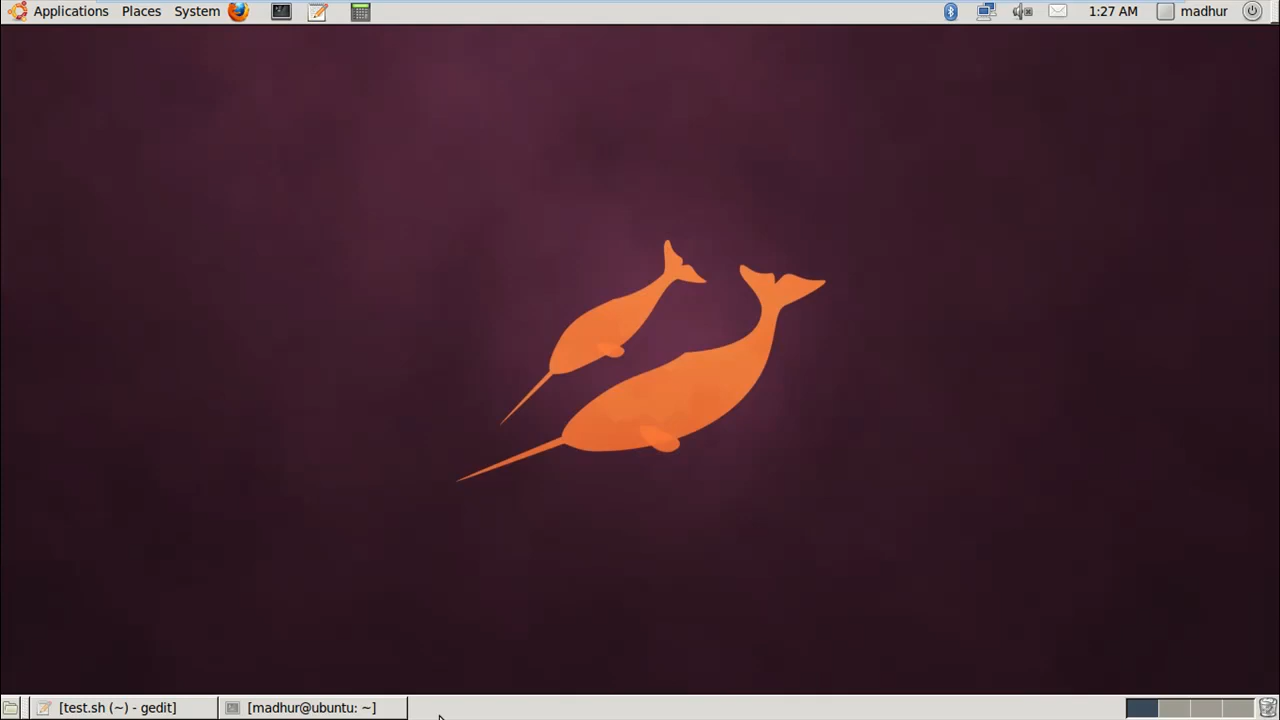 Applications Places System 1:27 AM madhur
[test.sh (~) - gedit] [madhur@ubuntu: ~]